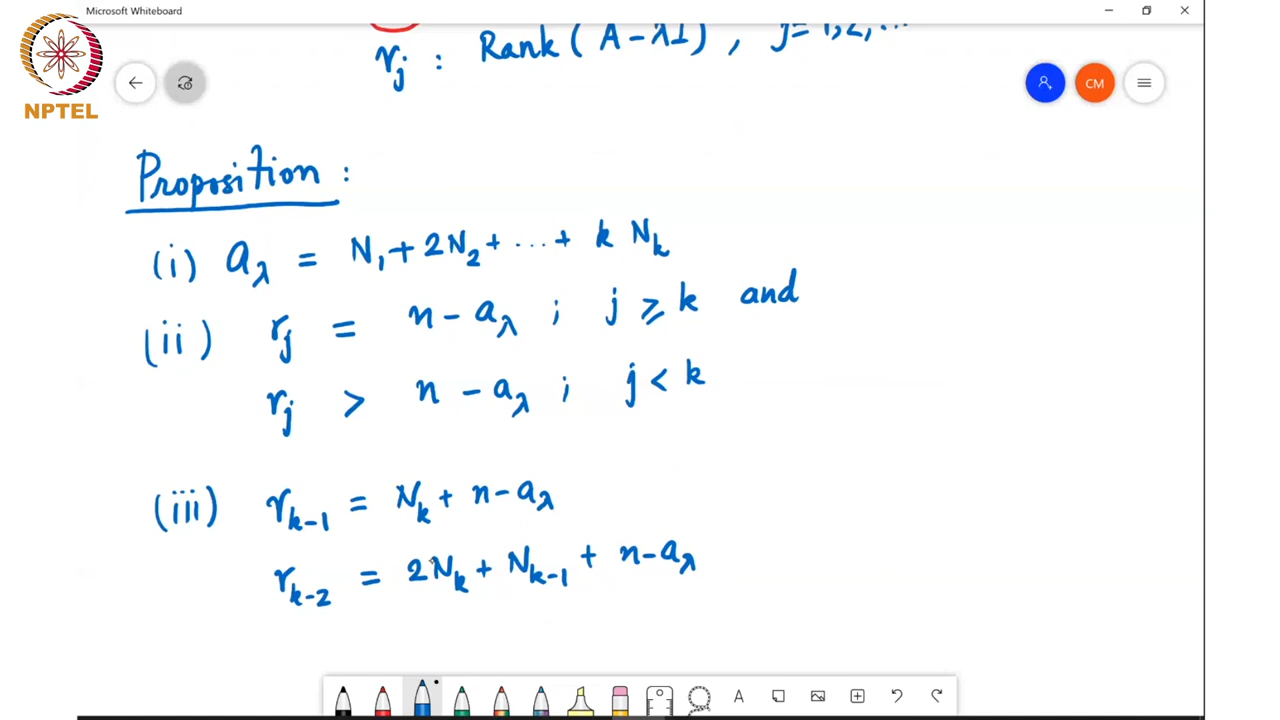 Microsoft Whiteboard
r_j : Rank (A-λI), j=1,2,...
NPTEL
CM
Proposition :
(i) a_λ = N_1 + 2N_2 + ... + k N_k
(ii) r_j = n - a_λ ; j ≥ k and
r_j > n - a_λ ; j < k
(iii) r_{k-1} = N_k + n - a_λ
r_{k-2} = 2N_k + N_{k-1} + n - a_λ
A